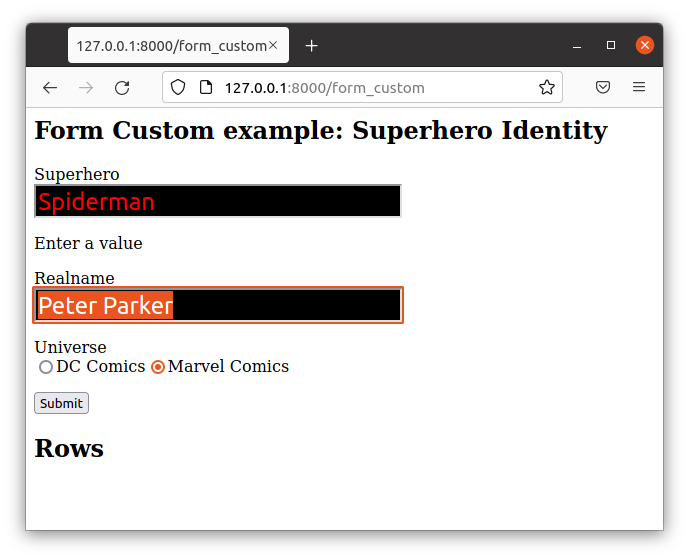 127.0.0.1:8000/form_custom
127.0.0.1:8000/form_custom
Form Custom example: Superhero Identity
Superhero
Spiderman
Enter a value
Realname
Peter Parker
Universe
DC Comics Marvel Comics
Submit
Rows